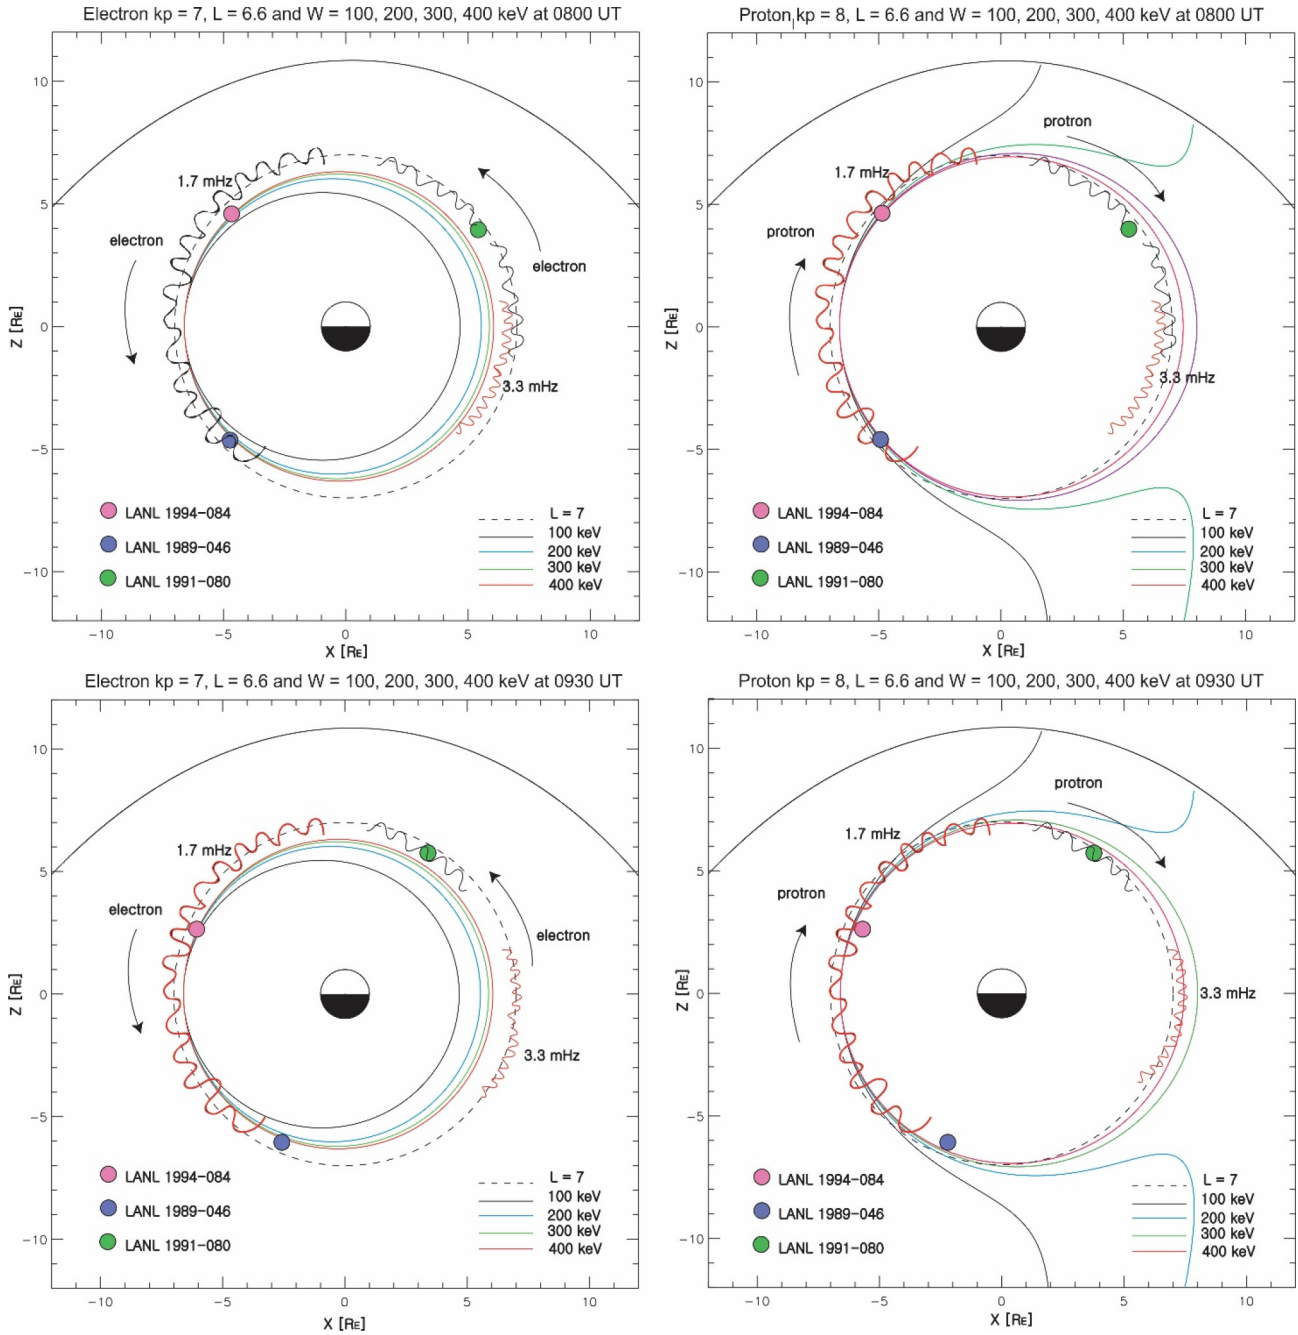 Electron kp = 7, L = 6.6 and W = 100, 200, 300, 400 keV at 0800 UT
10
5
0
−5
−10
Z [RE]
1.7 mHz
electron
electron
3.3 mHz
LANL 1994−084
LANL 1989−046
LANL 1991−080
L = 7
100 keV
200 keV
300 keV
400 keV
−10
−5
0
5
10
X [RE]
Proton kp = 8, L = 6.6 and W = 100, 200, 300, 400 keV at 0800 UT
10
5
0
−5
−10
Z [RE]
protron
1.7 mHz
protron
3.3 mHz
LANL 1994−084
LANL 1989−046
LANL 1991−080
L = 7
100 keV
200 keV
300 keV
400 keV
−10
−5
0
5
10
X [RE]
Electron kp = 7, L = 6.6 and W = 100, 200, 300, 400 keV at 0930 UT
10
5
0
−5
−10
Z [RE]
1.7 mHz
electron
electron
3.3 mHz
LANL 1994−084
LANL 1989−046
LANL 1991−080
L = 7
100 keV
200 keV
300 keV
400 keV
−10
−5
0
5
10
X [RE]
Proton kp = 8, L = 6.6 and W = 100, 200, 300, 400 keV at 0930 UT
10
5
0
−5
−10
Z [RE]
protron
1.7 mHz
protron
3.3 mHz
LANL 1994−084
LANL 1989−046
LANL 1991−080
L = 7
100 keV
200 keV
300 keV
400 keV
−10
−5
0
5
10
X [RE]